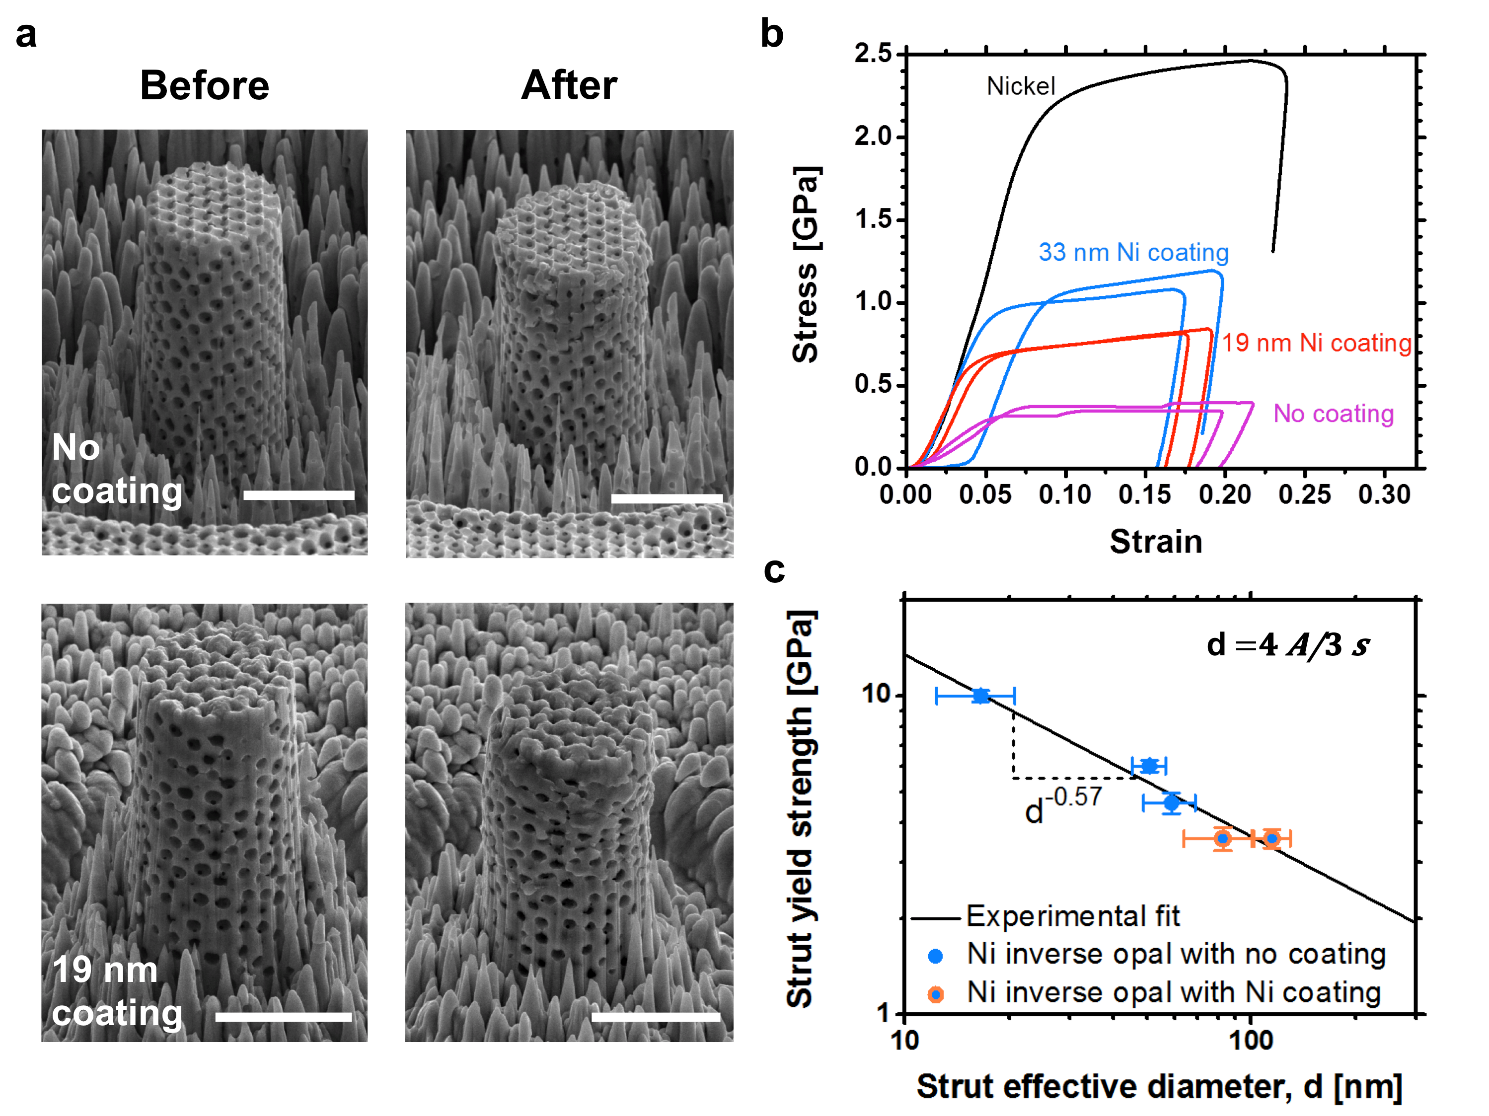 a
Before
After
No
coating
19 nm
coating
b
Stress [GPa]
2.5
2.0
1.5
1.0
0.5
0.0
Nickel
33 nm Ni coating
19 nm Ni coating
No coating
0.00 0.05 0.10 0.15 0.20 0.25 0.30
Strain
c
Strut yield strength [GPa]
10
1
d =4 A/3 s
d-0.57
Experimental fit
Ni inverse opal with no coating
Ni inverse opal with Ni coating
10 100
Strut effective diameter, d [nm]